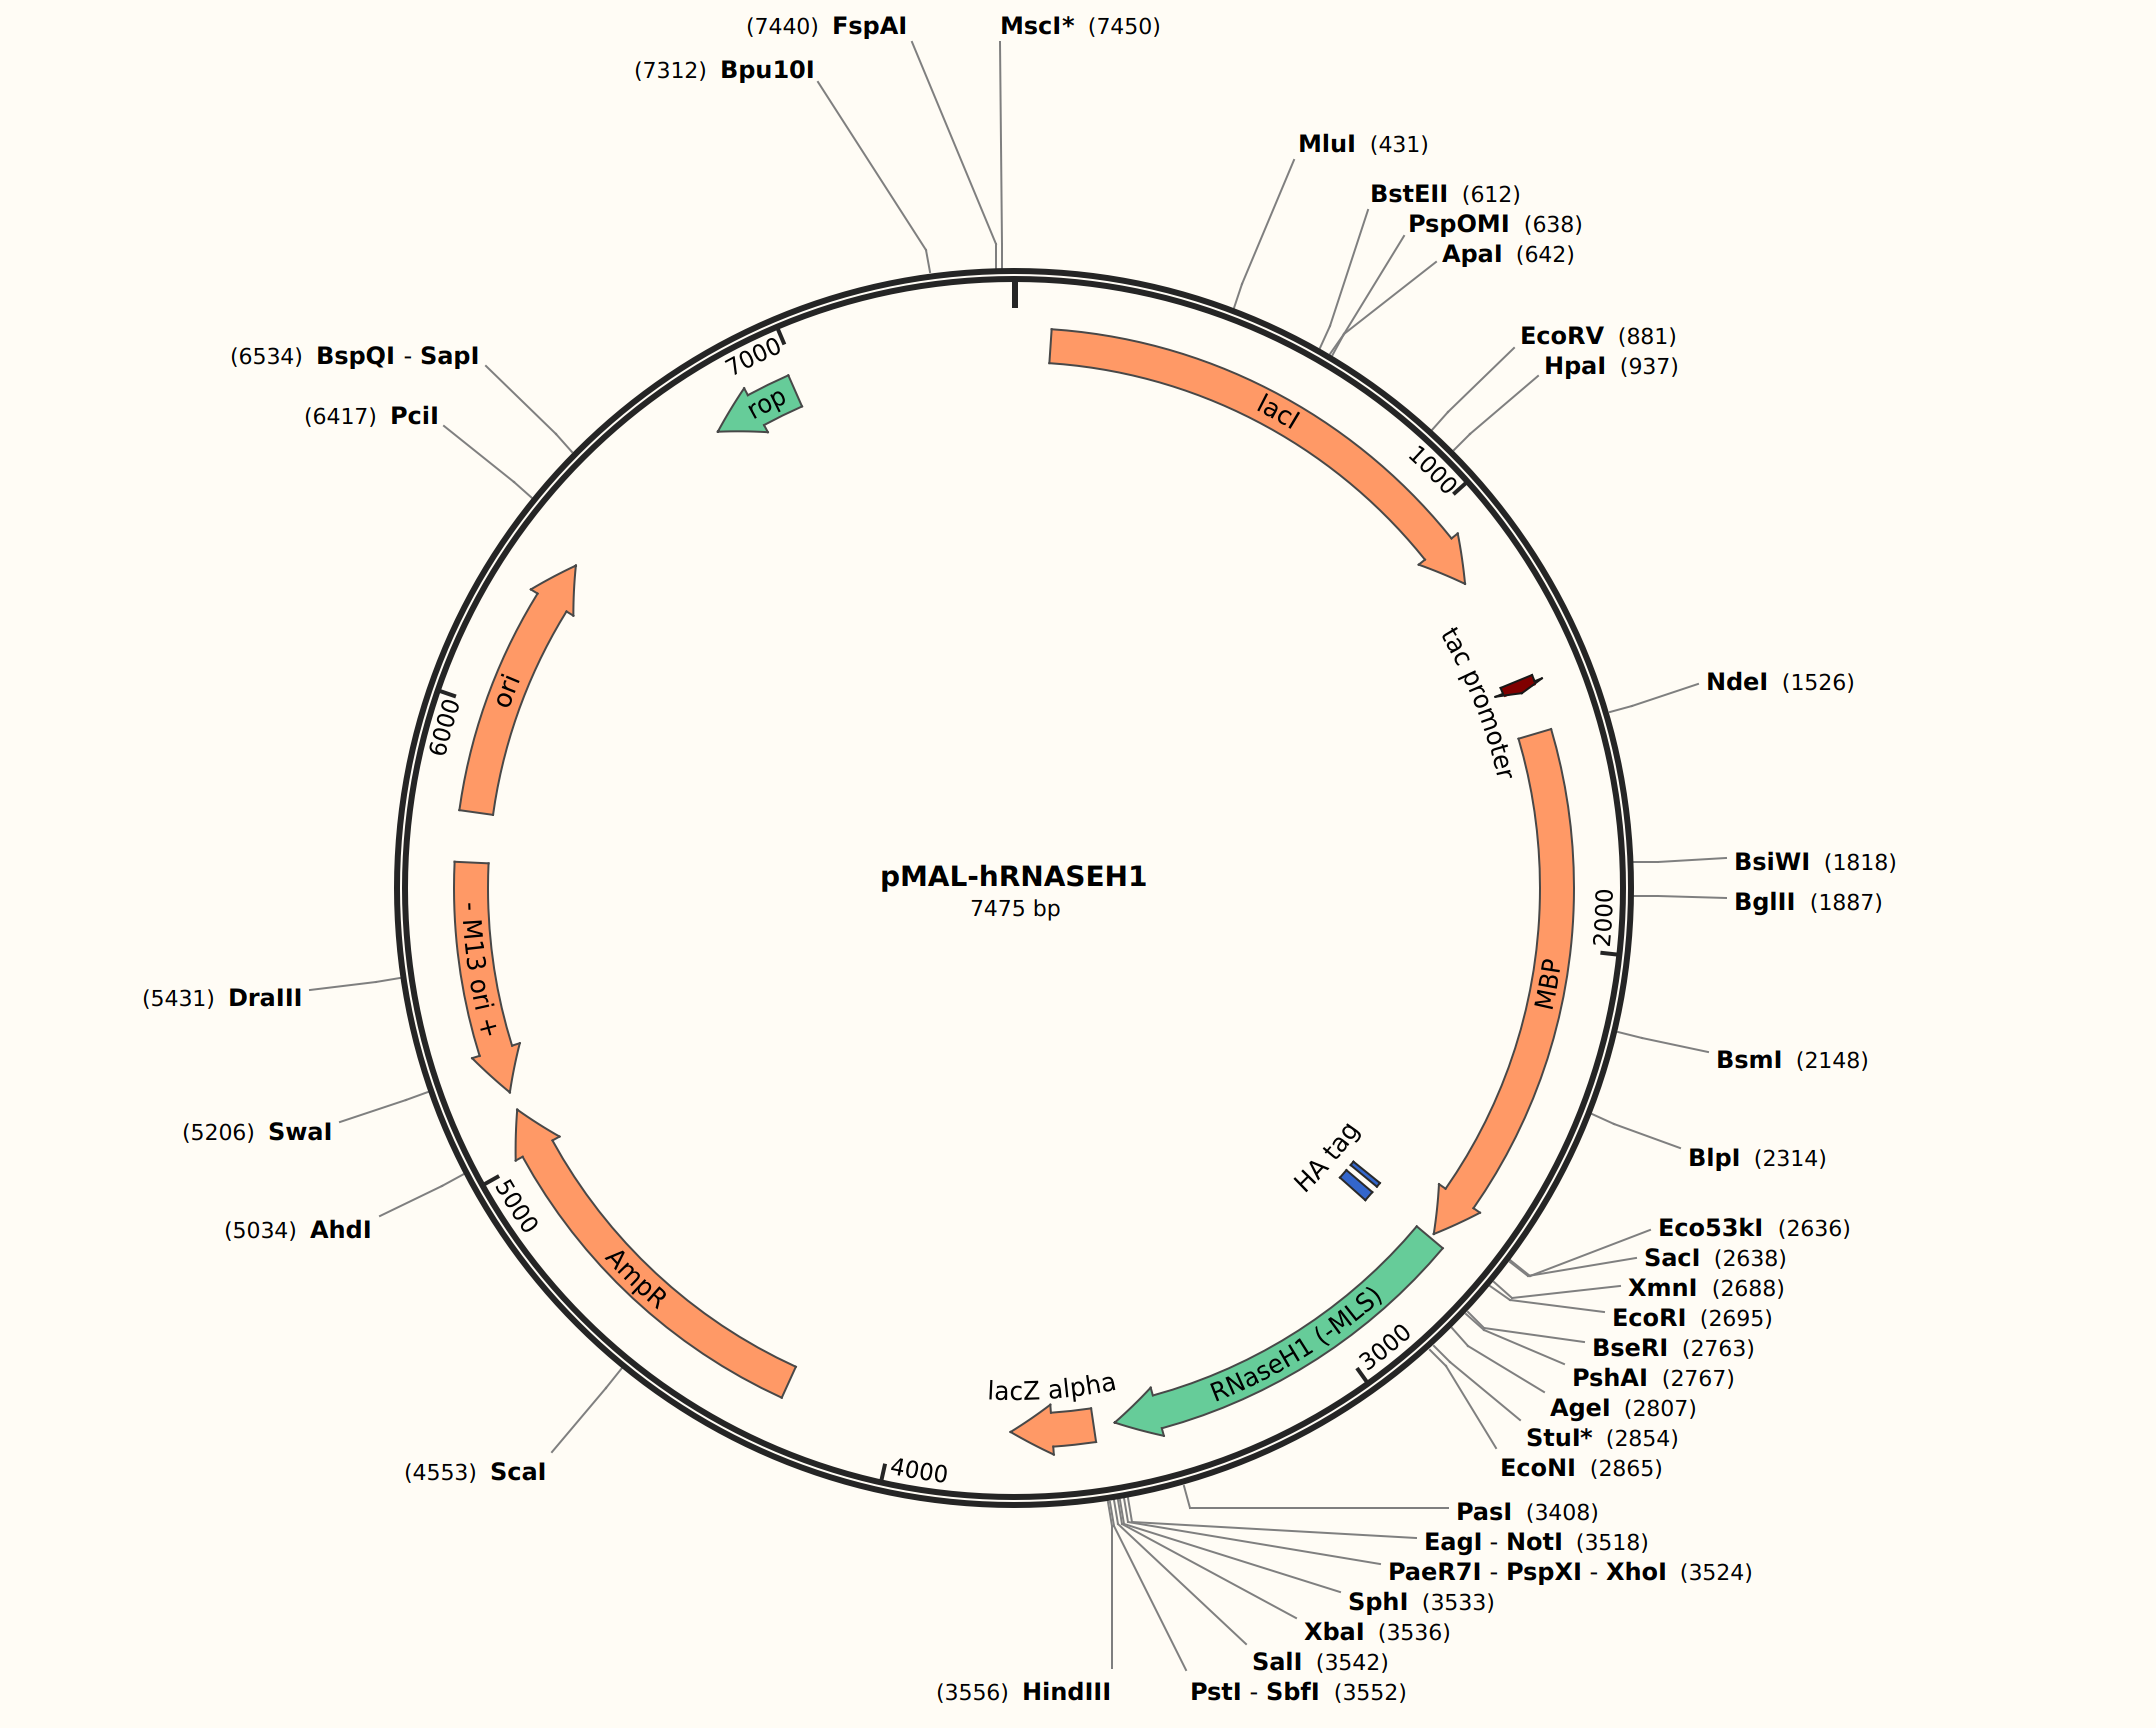 (7440) FspAI
MscI* (7450)
(7312) Bpu10I
MluI (431)
BstEII (612)
PspOMI (638)
ApaI (642)
EcoRV (881)
HpaI (937)
(6534) BspQI - SapI
(6417) PciI
7000
rop
lacI
1000
tac promoter
NdeI (1526)
ori
6000
BsiWI (1818)
BglII (1887)
2000
pMAL-hRNASEH1
7475 bp
- M13 ori +
MBP
(5431) DraIII
BsmI (2148)
(5206) SwaI
HA tag
BlpI (2314)
5000
(5034) AhdI
AmpR
Eco53kI (2636)
SacI (2638)
XmnI (2688)
EcoRI (2695)
BseRI (2763)
PshAI (2767)
AgeI (2807)
StuI* (2854)
EcoNI (2865)
3000
RNaseH1 (-MLS)
lacZ alpha
4000
(4553) ScaI
PasI (3408)
EagI - NotI (3518)
PaeR7I - PspXI - XhoI (3524)
SphI (3533)
XbaI (3536)
SalI (3542)
(3556) HindIII
PstI - SbfI (3552)